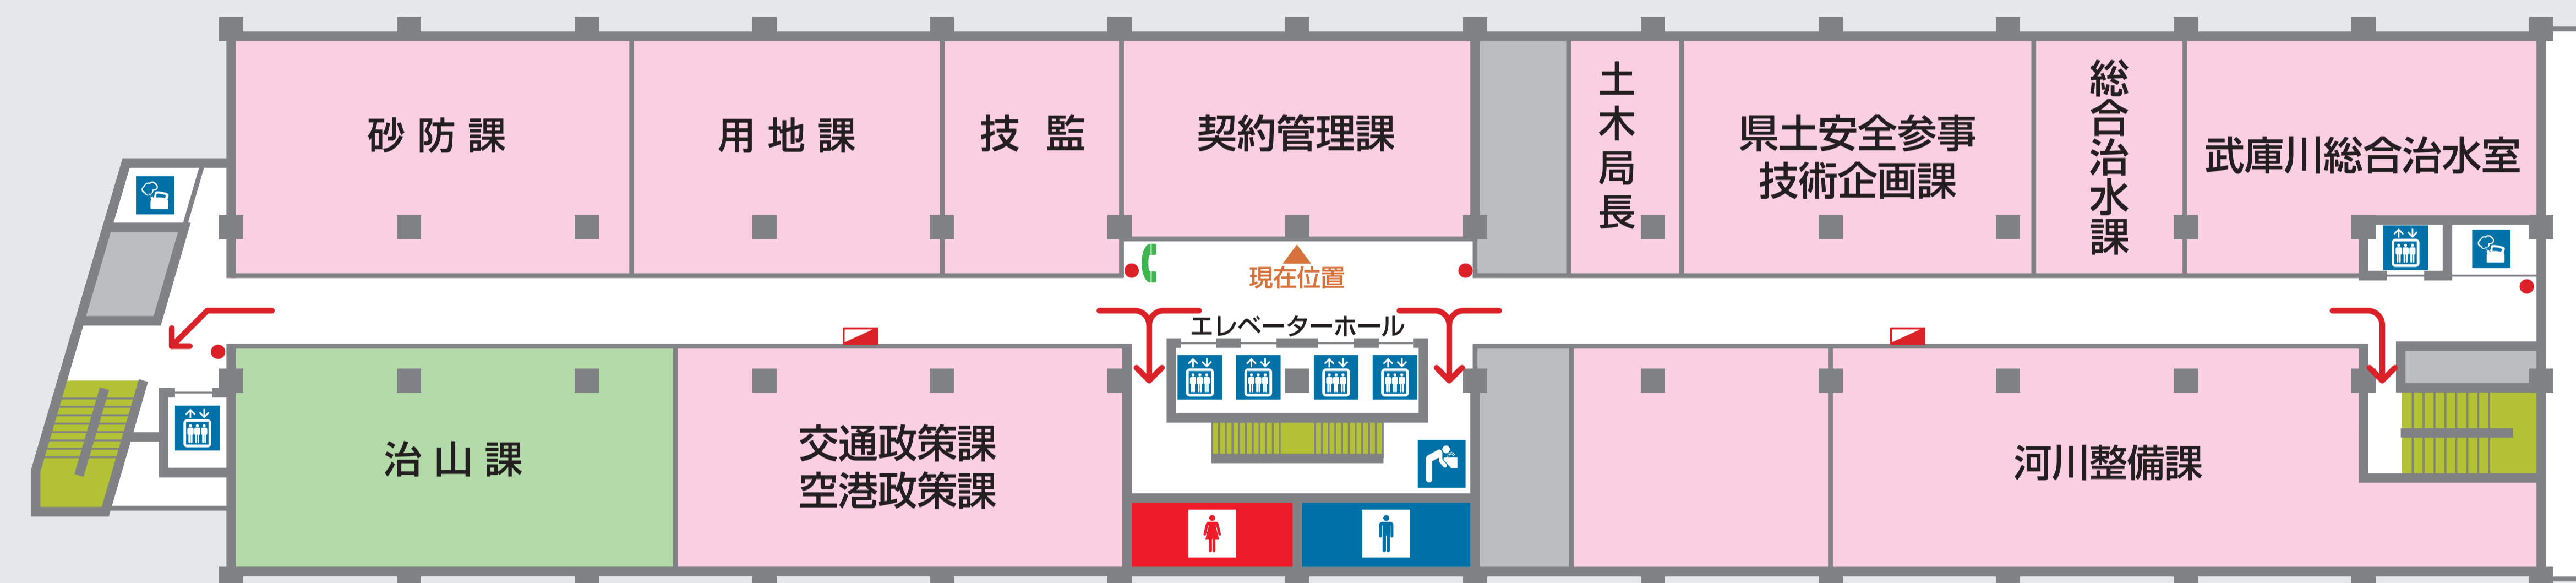 砂防課
用地課
技監
契約管理課
土木局長
県土安全参事
技術企画課
総合治水課
武庫川総合治水室
現在位置
エレベーターホール
治山課
交通政策課
空港政策課
河川整備課